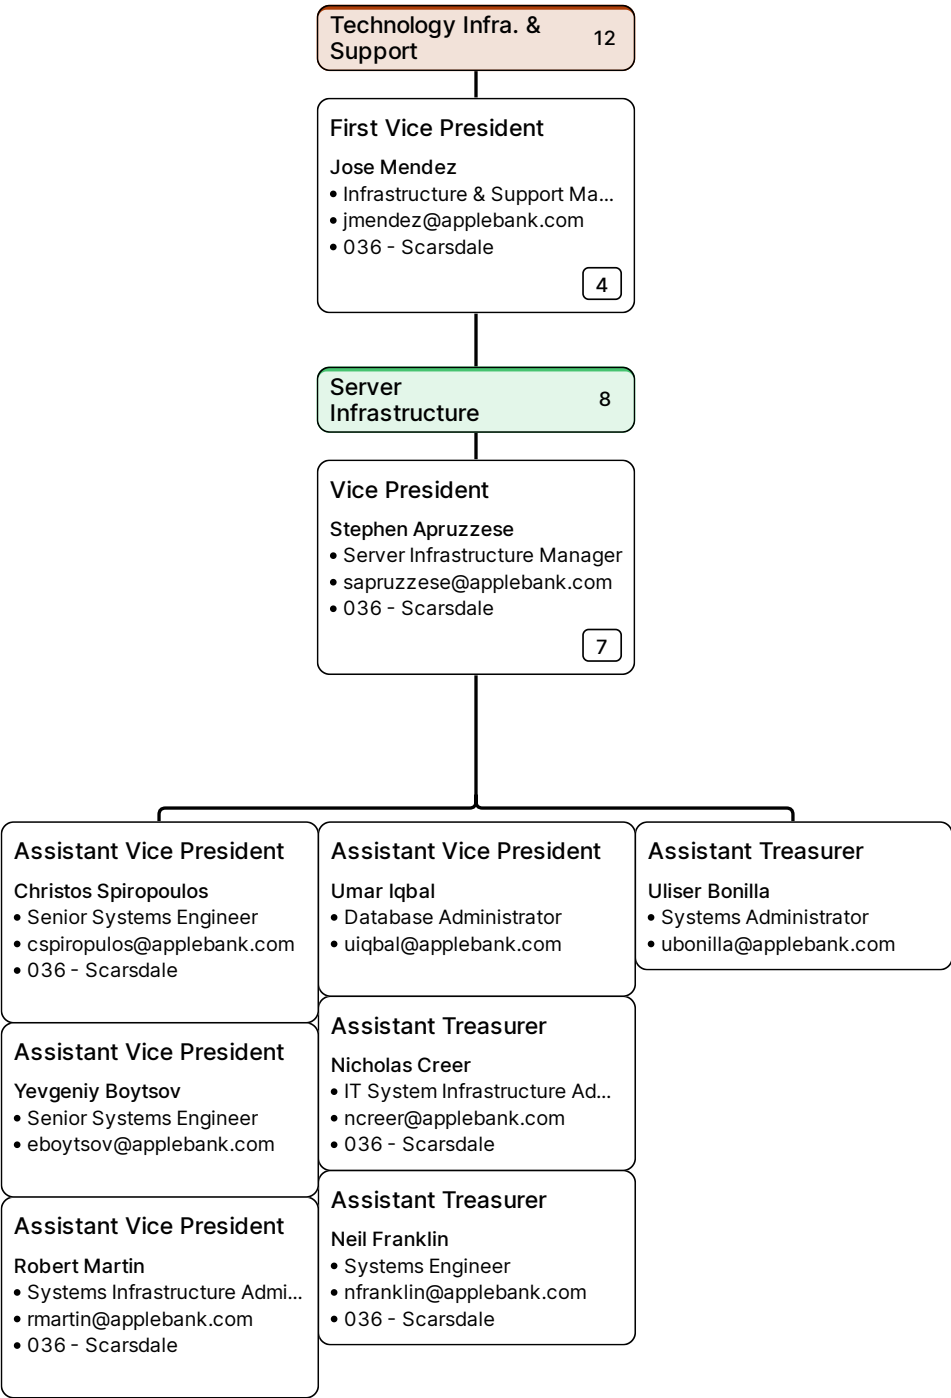 Technology Infra. &
Support
12
First Vice President
Jose Mendez
• Infrastructure & Support Ma...
• jmendez@applebank.com
• 036 - Scarsdale
4
Server
Infrastructure
8
Vice President
Stephen Apruzzese
• Server Infrastructure Manager
• sapruzzese@applebank.com
• 036 - Scarsdale
7
Assistant Vice President
Christos Spiropoulos
• Senior Systems Engineer
• cspiropulos@applebank.com
• 036 - Scarsdale
Assistant Vice President
Yevgeniy Boytsov
• Senior Systems Engineer
• eboytsov@applebank.com
Assistant Vice President
Robert Martin
• Systems Infrastructure Admi...
• rmartin@applebank.com
• 036 - Scarsdale
Assistant Vice President
Umar Iqbal
• Database Administrator
• uiqbal@applebank.com
Assistant Treasurer
Nicholas Creer
• IT System Infrastructure Ad...
• ncreer@applebank.com
• 036 - Scarsdale
Assistant Treasurer
Neil Franklin
• Systems Engineer
• nfranklin@applebank.com
• 036 - Scarsdale
Assistant Treasurer
Uliser Bonilla
• Systems Administrator
• ubonilla@applebank.com